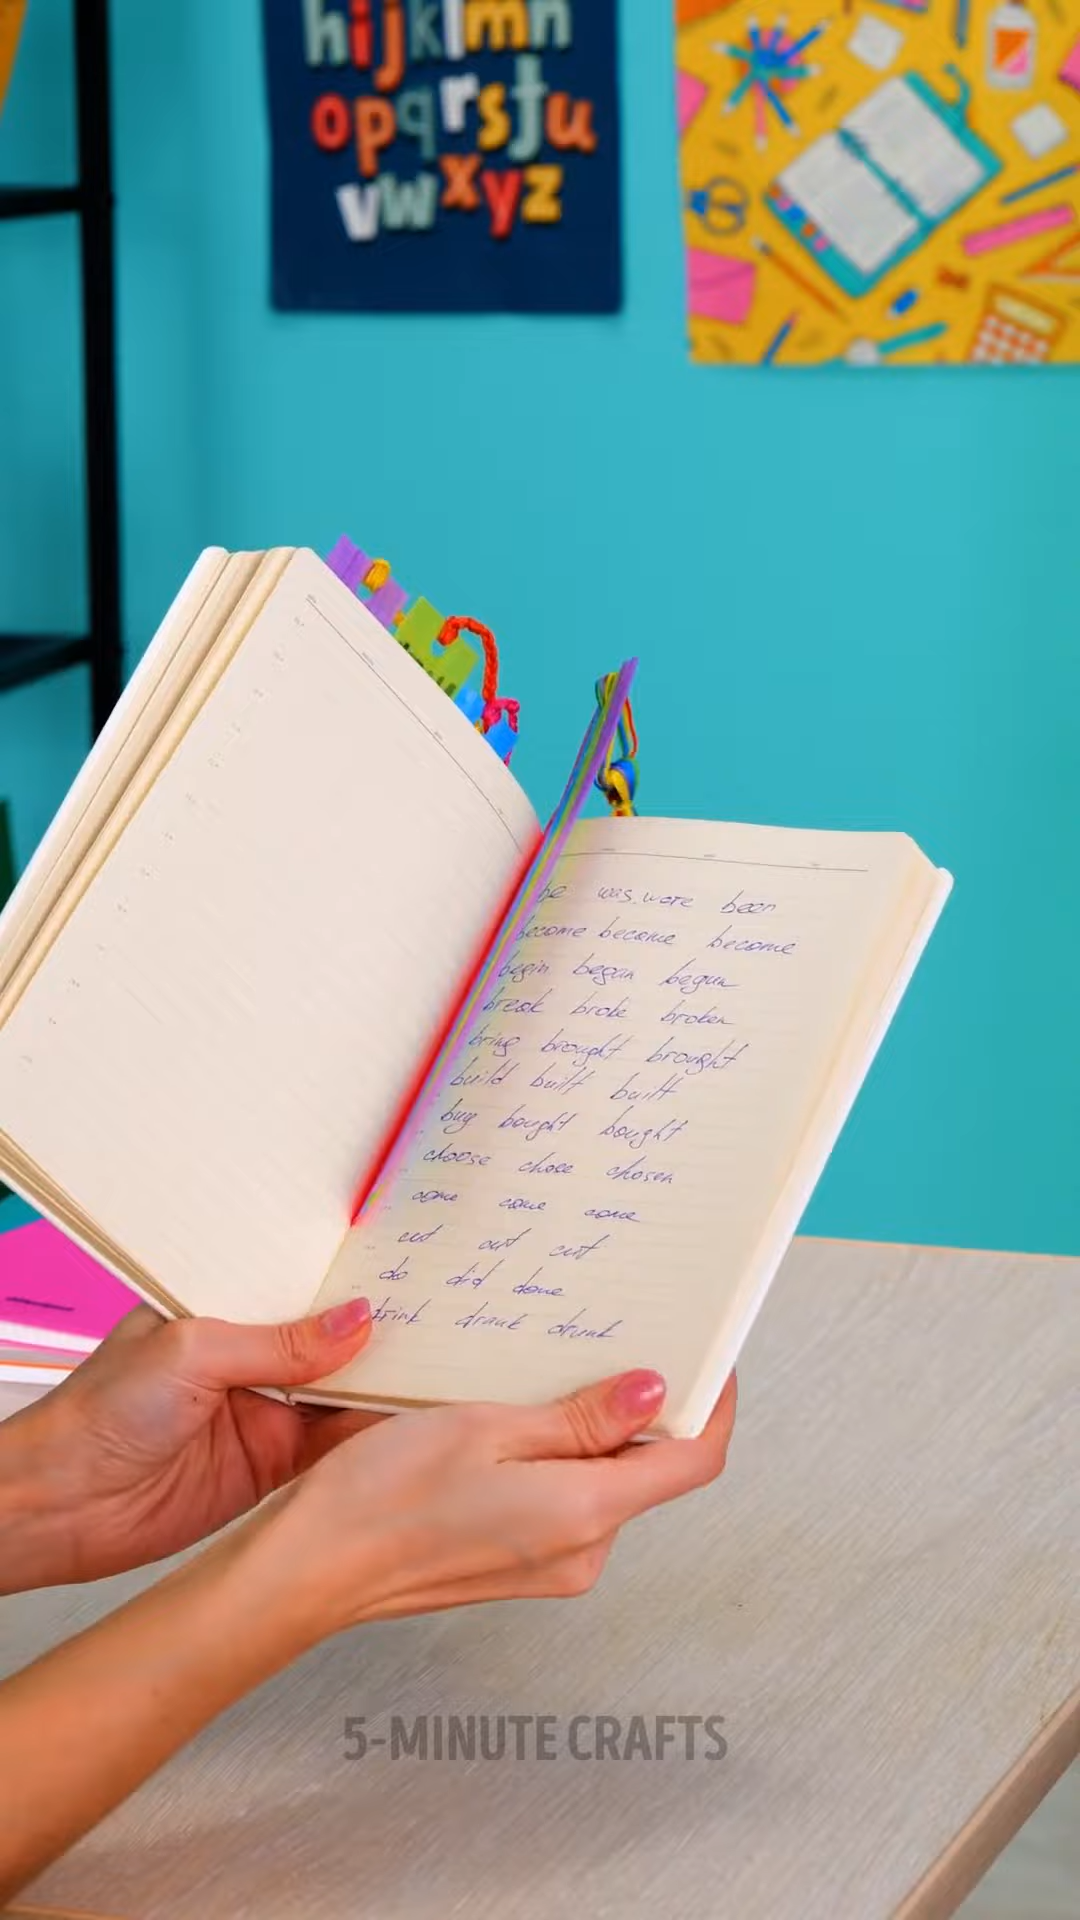 hijklmn
opqrstu
vwxyz
be was, were been
become became become
begin began begun
break broke broken
bring brought brought
build built built
buy bought bought
choose chose chosen
come came come
cut cut cut
do did done
drink drank drunk
5-MINUTE CRAFTS